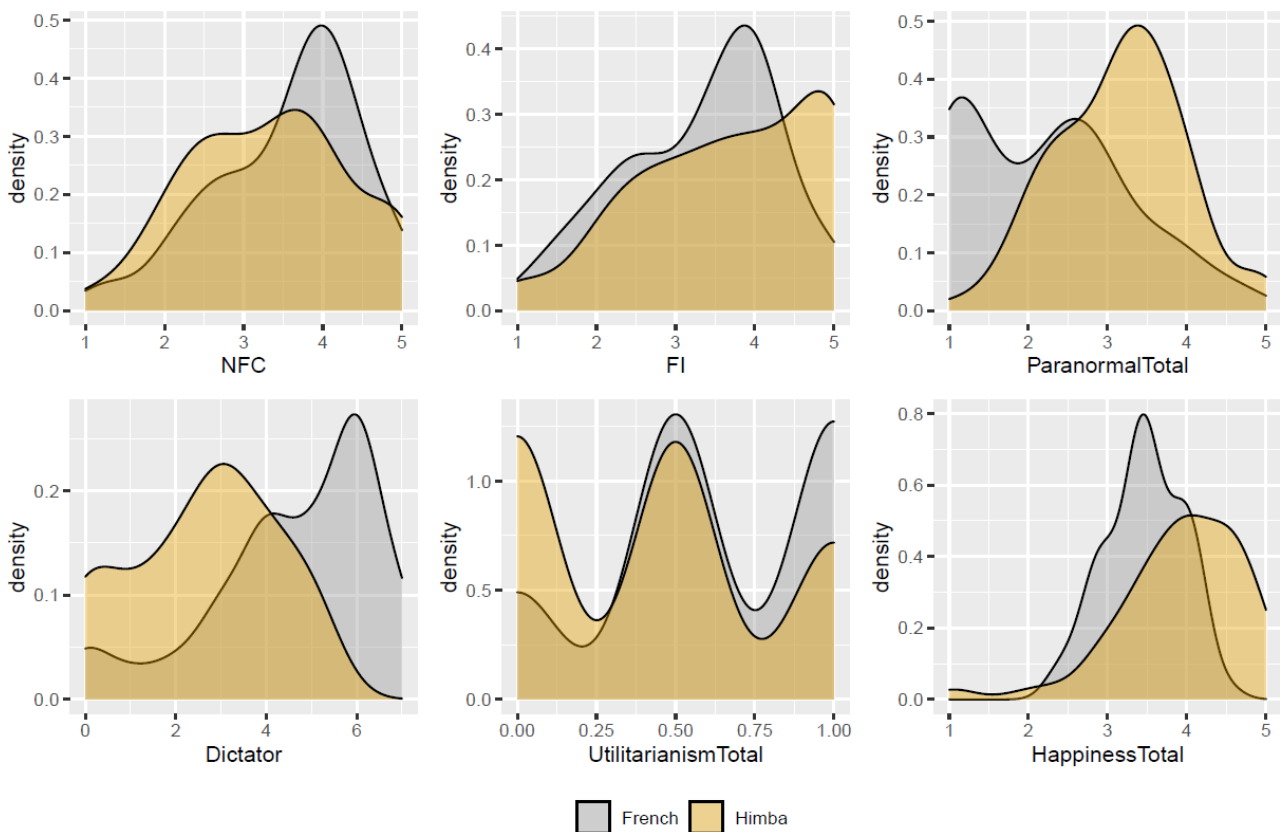 0.5
0.4
0.3
0.2
0.1
0.0
density
1 2 3 4 5
NFC
0.4
0.3
0.2
0.1
0.0
density
1 2 3 4 5
FI
0.5
0.4
0.3
0.2
0.1
0.0
density
1 2 3 4 5
ParanormalTotal
0.2
0.1
0.0
density
0 2 4 6
Dictator
1.0
0.5
0.0
density
0.00 0.25 0.50 0.75 1.00
UtilitarianismTotal
0.8
0.6
0.4
0.2
0.0
density
1 2 3 4 5
HappinessTotal
French Himba